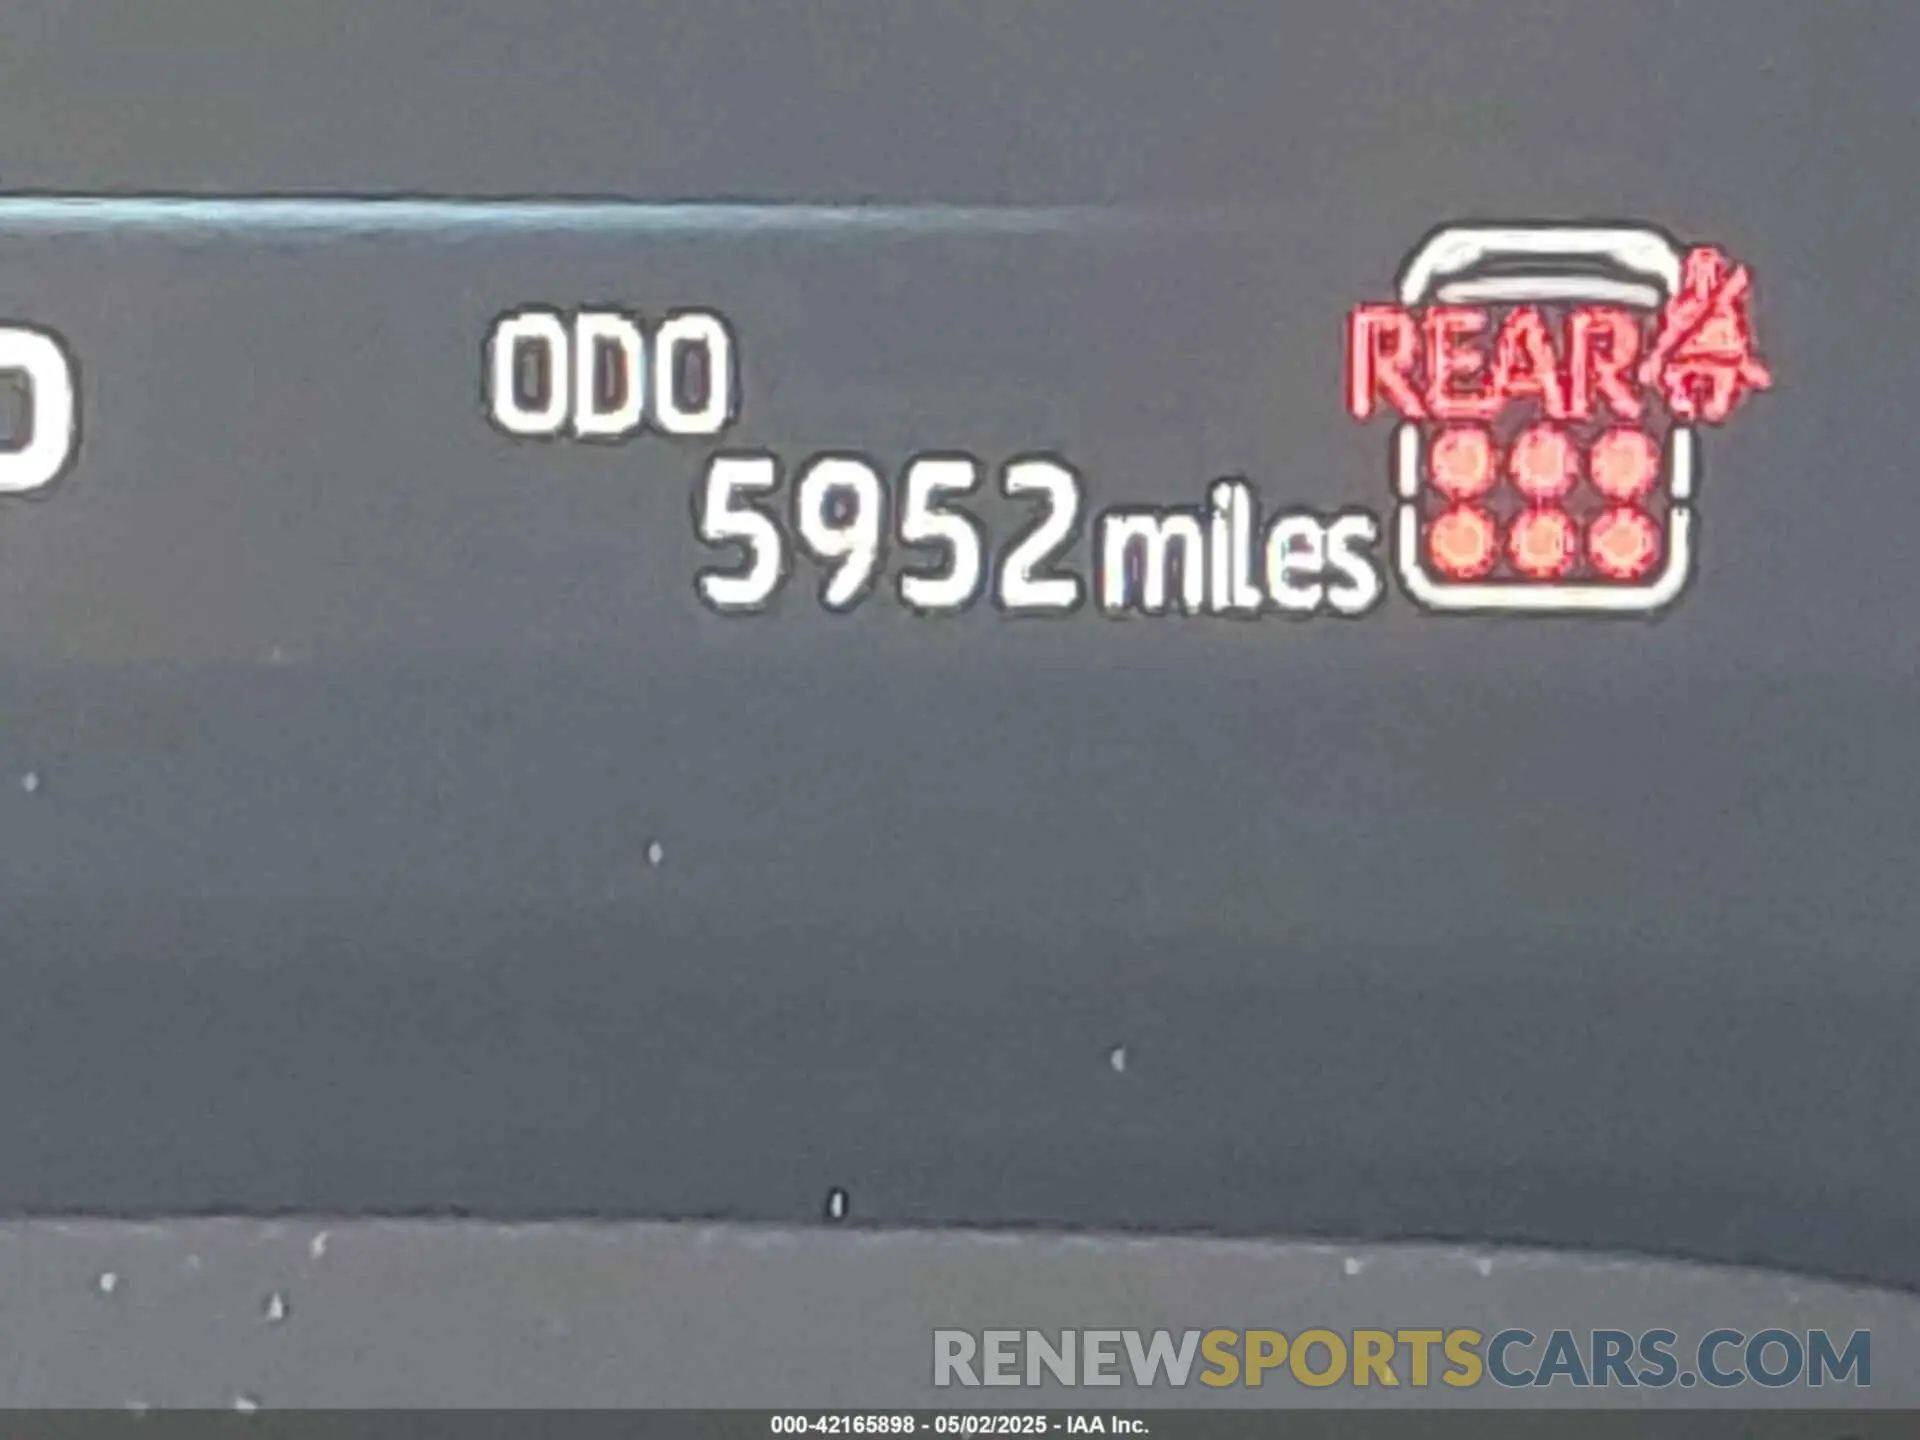 ODO
5952 miles
REAR
RENEWSPORTSCARS.COM
000-42165898 - 05/02/2025 - IAA Inc.